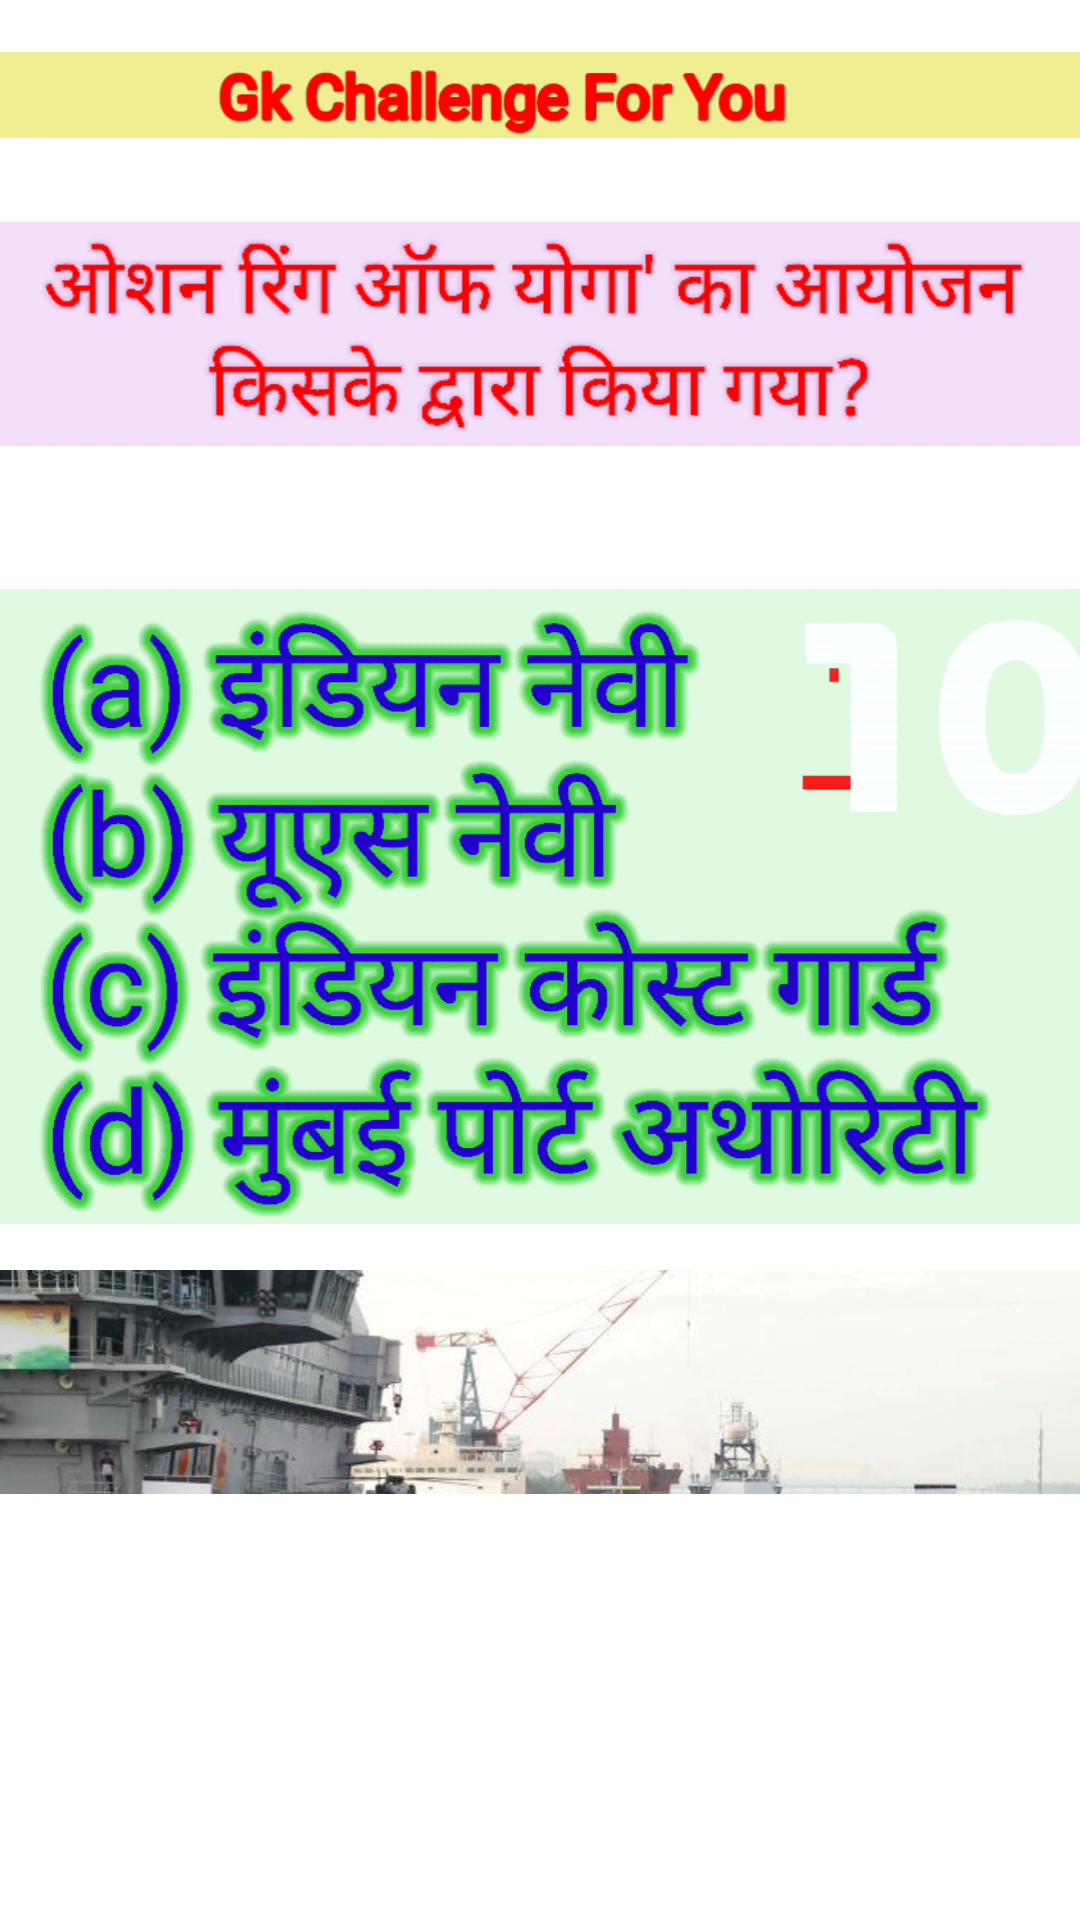 Gk Challenge For You
ओशन रिंग ऑफ योगा' का आयोजन
किसके द्वारा किया गया?
(a) इंडियन नेवी
10
(b) यूएस नेवी
(c) इंडियन कोस्ट गार्ड
(d) मुंबई पोर्ट अथोरिटी